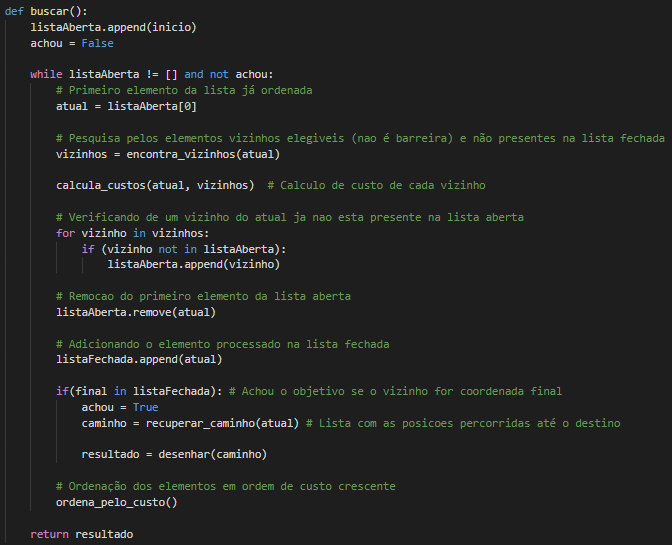 def buscar():
listaAberta.append(inicio)
achou = False
while listaAberta != [] and not achou:
# Primeiro elemento da lista já ordenada
atual = listaAberta[0]
# Pesquisa pelos elementos vizinhos elegiveis (nao é barreira) e não presentes na lista fechada
vizinhos = encontra_vizinhos(atual)
calcula_custos(atual, vizinhos)  # Calculo de custo de cada vizinho
# Verificando de um vizinho do atual ja nao esta presente na lista aberta
for vizinho in vizinhos:
if (vizinho not in listaAberta):
listaAberta.append(vizinho)
# Remocao do primeiro elemento da lista aberta
listaAberta.remove(atual)
# Adicionando o elemento processado na lista fechada
listaFechada.append(atual)
if(final in listaFechada): # Achou o objetivo se o vizinho for coordenada final
achou = True
caminho = recuperar_caminho(atual) # Lista com as posicoes percorridas até o destino
resultado = desenhar(caminho)
# Ordenação dos elementos em ordem de custo crescente
ordena_pelo_custo()
return resultado